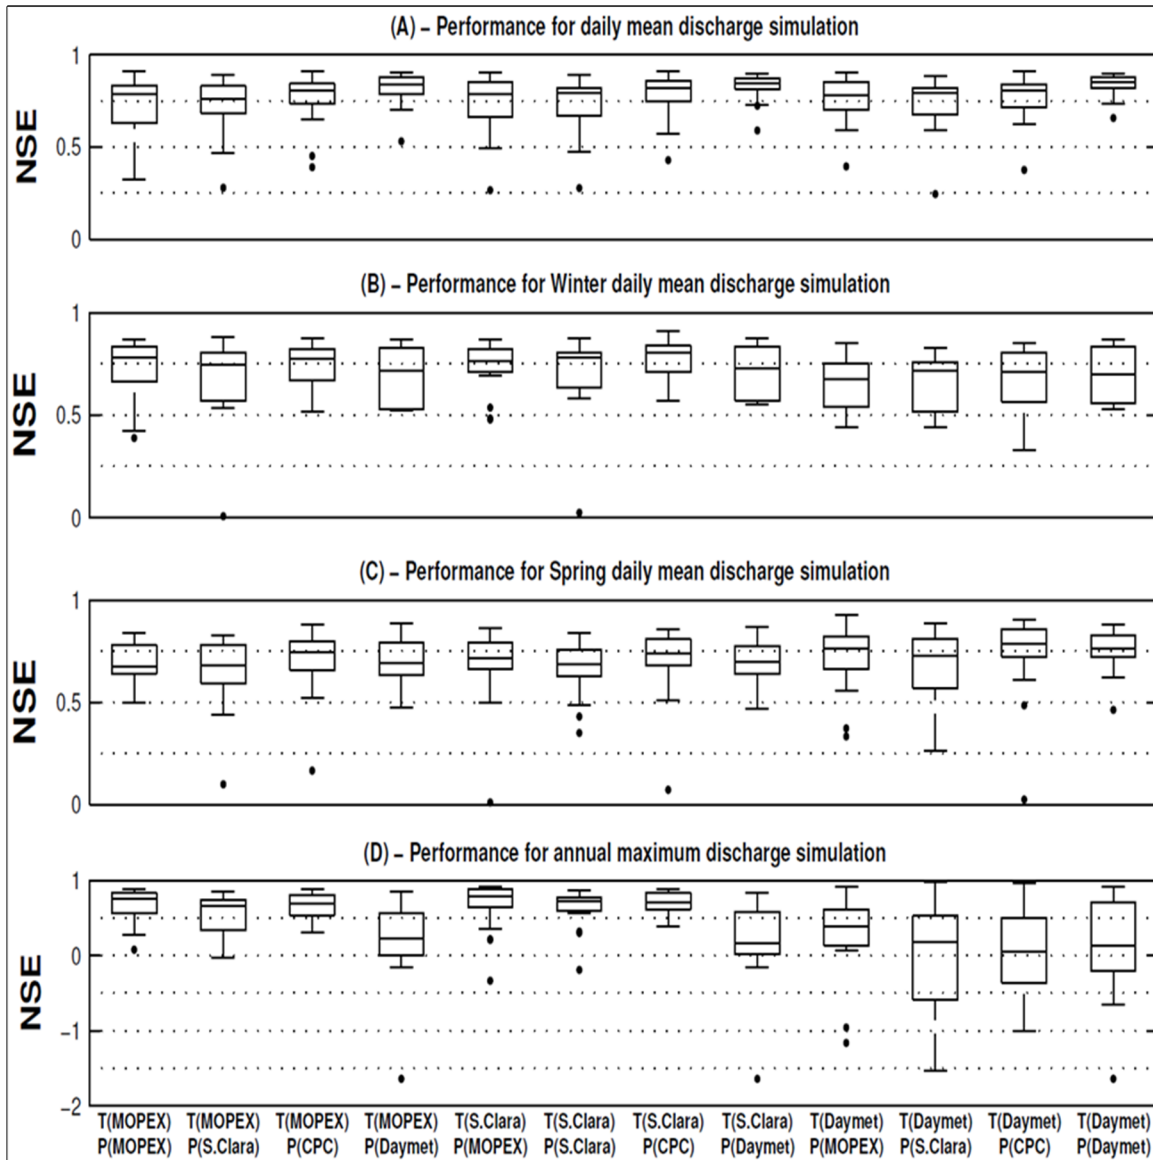 (A) – Performance for daily mean discharge simulation
1
0.5
0
NSE
(B) – Performance for Winter daily mean discharge simulation
1
0.5
0
NSE
(C) – Performance for Spring daily mean discharge simulation
1
0.5
0
NSE
(D) – Performance for annual maximum discharge simulation
1
0
−1
−2
NSE
T(MOPEX) T(MOPEX) T(MOPEX) T(MOPEX) T(S.Clara) T(S.Clara) T(S.Clara) T(S.Clara) T(Daymet) T(Daymet) T(Daymet) T(Daymet)
P(MOPEX) P(S.Clara) P(CPC) P(Daymet) P(MOPEX) P(S.Clara) P(CPC) P(Daymet) P(MOPEX) P(S.Clara) P(CPC) P(Daymet)